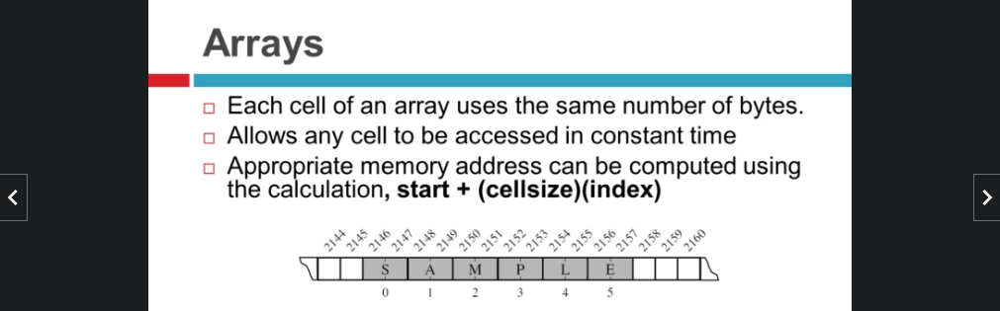 Arrays
Each cell of an array uses the same number of bytes.
Allows any cell to be accessed in constant time
Appropriate memory address can be computed using
the calculation, start + (cellsize)(index)
2144 2145 2146 2147 2148 2149 2150 2151 2152 2153 2154 2155 2156 2157 2158 2159 2160
S A M P L E
0 1 2 3 4 5